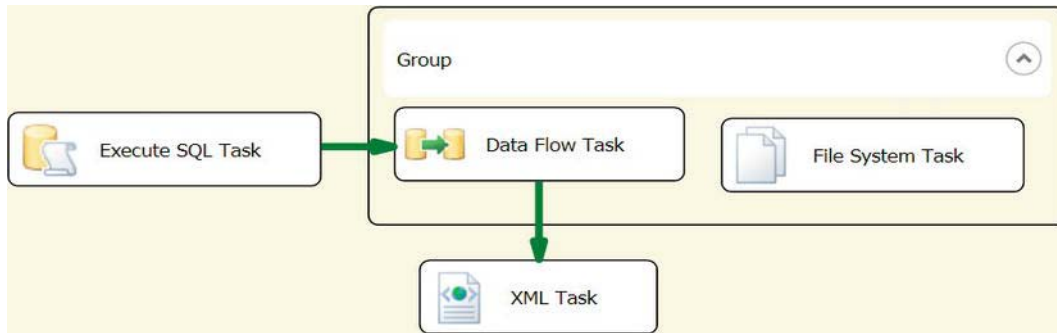 Group
Execute SQL Task
Data Flow Task
File System Task
XML Task